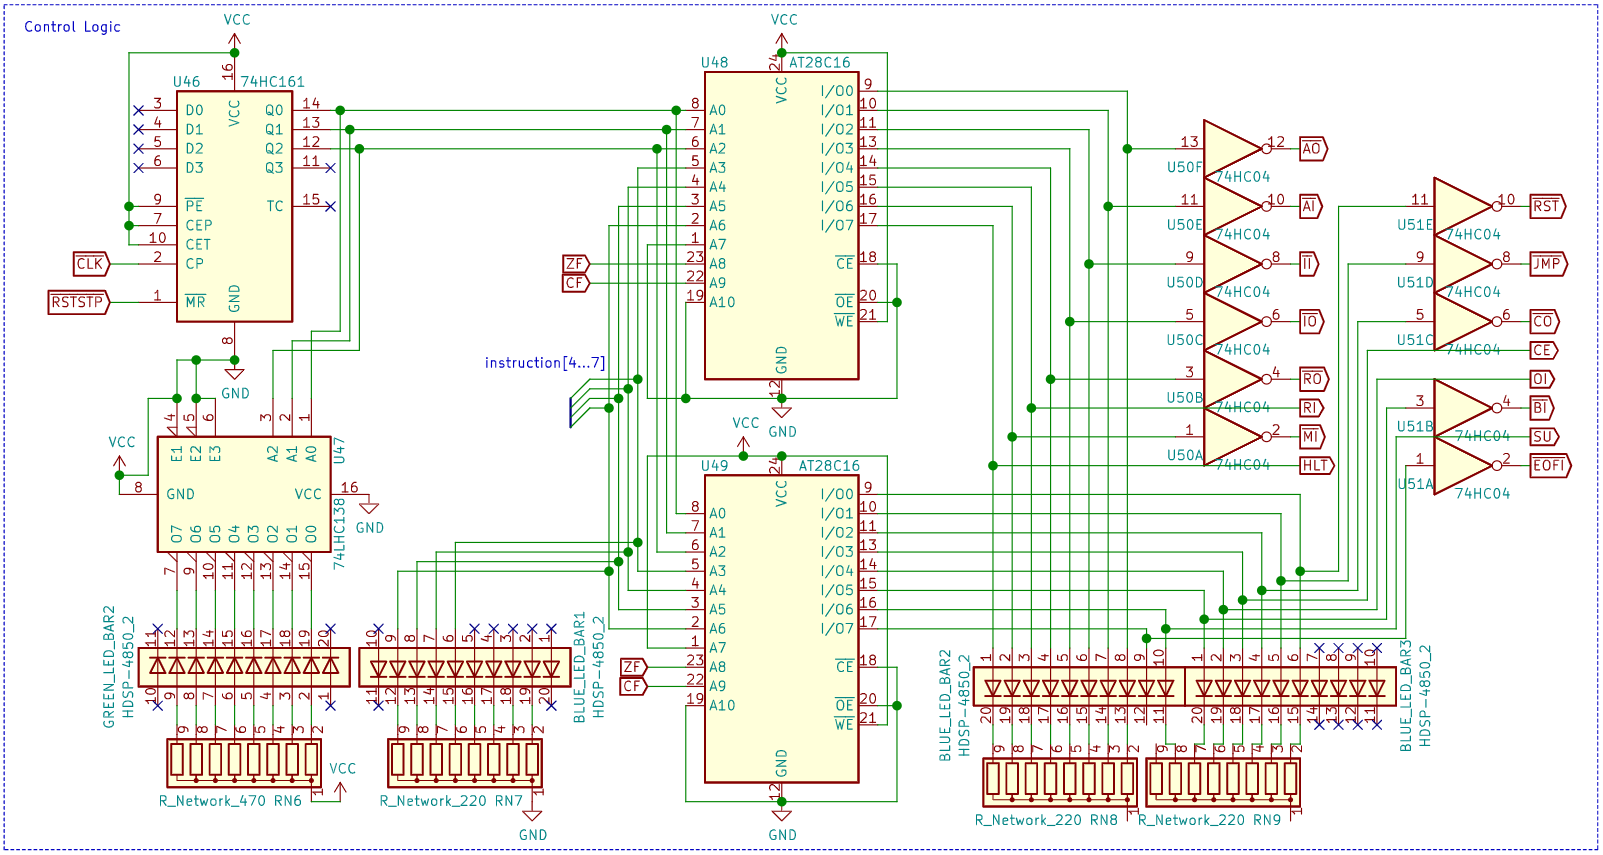 Control Logic
VCC
U46
74HC161
16
VCC
3 D0
4 D1
5 D2
6 D3
9 PE
7 CEP
10 CET
2 CP
1 MR
Q0 14
Q1 13
Q2 12
Q3 11
TC 15
GND
8
GND
CLK
RSTSTP
VCC
U48
AT28C16
24
VCC
8 A0
7 A1
6 A2
5 A3
4 A4
3 A5
2 A6
1 A7
23 A8
22 A9
19 A10
I/O0 9
I/O1 10
I/O2 11
I/O3 13
I/O4 14
I/O5 15
I/O6 16
I/O7 17
CE 18
OE 20
WE 21
GND
12
GND
ZF
CF
instruction[4...7]
13 12 AO
U50F 74HC04
11 10 AI
U50E 74HC04
9 8 II
U50D 74HC04
5 6 IO
U50C 74HC04
3 4 RO
U50B 74HC04
RI
1 2 MI
U50A 74HC04
HLT
11 10 RST
U51E 74HC04
9 8 JMP
U51D 74HC04
5 6 CO
U51C 74HC04
CE
OI
3 4 BI
U51B 74HC04
SU
1 2 EOFI
U51A 74HC04
VCC
4 5 6 3 2 1
E1 E2 E3 A2 A1 A0
U47
8 GND
VCC 16
GND
O7 O6 O5 O4 O3 O2 O1 O0
7 9 10 11 12 13 14 15
74LHC138
VCC
U49
AT28C16
24
VCC
8 A0
7 A1
6 A2
5 A3
4 A4
3 A5
2 A6
1 A7
23 A8
22 A9
19 A10
I/O0 9
I/O1 10
I/O2 11
I/O3 13
I/O4 14
I/O5 15
I/O6 16
I/O7 17
CE 18
OE 20
WE 21
GND
12
GND
ZF
CF
GREEN_LED_BAR2
HDSP-4850_2
11 12 13 14 15 16 17 18 19 20
10 9 8 7 6 5 4 3 2 1
9 8 7 6 5 4 3 2
R_Network_470 RN6
1
VCC
10 9 8 7 6 5 4 3 2 1
11 12 13 14 15 16 17 18 19 20
BLUE_LED_BAR1
HDSP-4850_2
9 8 7 6 5 4 3 2
R_Network_220 RN7
1
GND
BLUE_LED_BAR2
HDSP-4850_2
1 2 3 4 5 6 7 8 9 10
20 19 18 17 16 15 14 13 12 11
9 8 7 6 5 4 3 2
R_Network_220 RN8
1
1 2 3 4 5 6 7 8 9 10
20 19 18 17 16 15 14 13 12 11
BLUE_LED_BAR3
HDSP-4850_2
9 8 7 6 5 4 3 2
R_Network_220 RN9
1